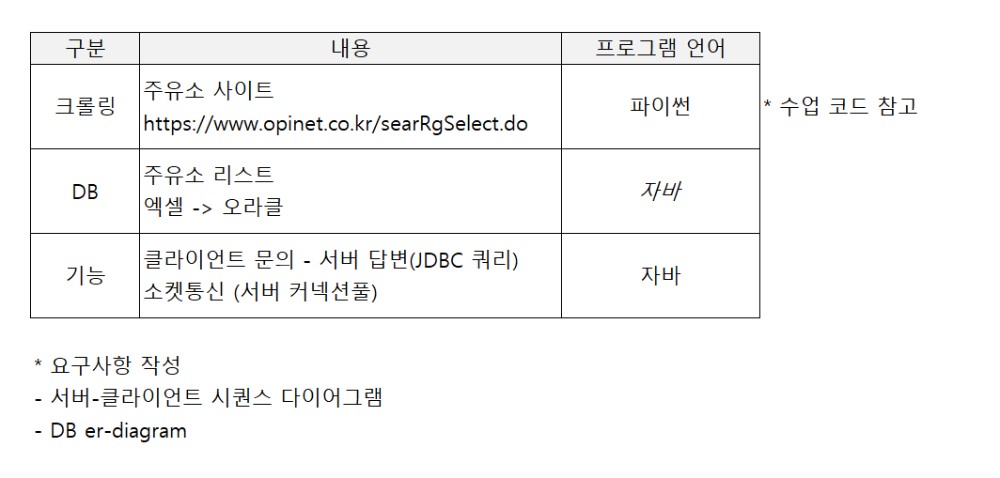 구분 내용 프로그램 언어
크롤링 주유소 사이트 파이썬 * 수업 코드 참고
https://www.opinet.co.kr/searRgSelect.do
DB 주유소 리스트 자바
엑셀 -> 오라클
기능 클라이언트 문의 - 서버 답변(JDBC 쿼리) 자바
소켓통신 (서버 커넥션풀)
* 요구사항 작성
- 서버-클라이언트 시퀀스 다이어그램
- DB er-diagram